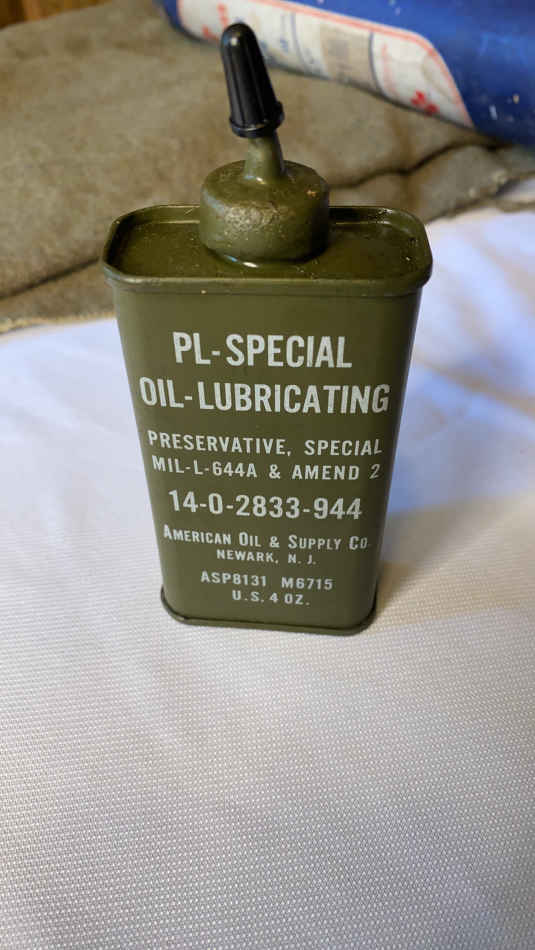 PL-SPECIAL
OIL-LUBRICATING
PRESERVATIVE, SPECIAL
MIL-L-644A & AMEND 2
14-O-2833-944
AMERICAN OIL & SUPPLY CO.
NEWARK, N. J.
ASP8131 M6715
U.S. 4 OZ.